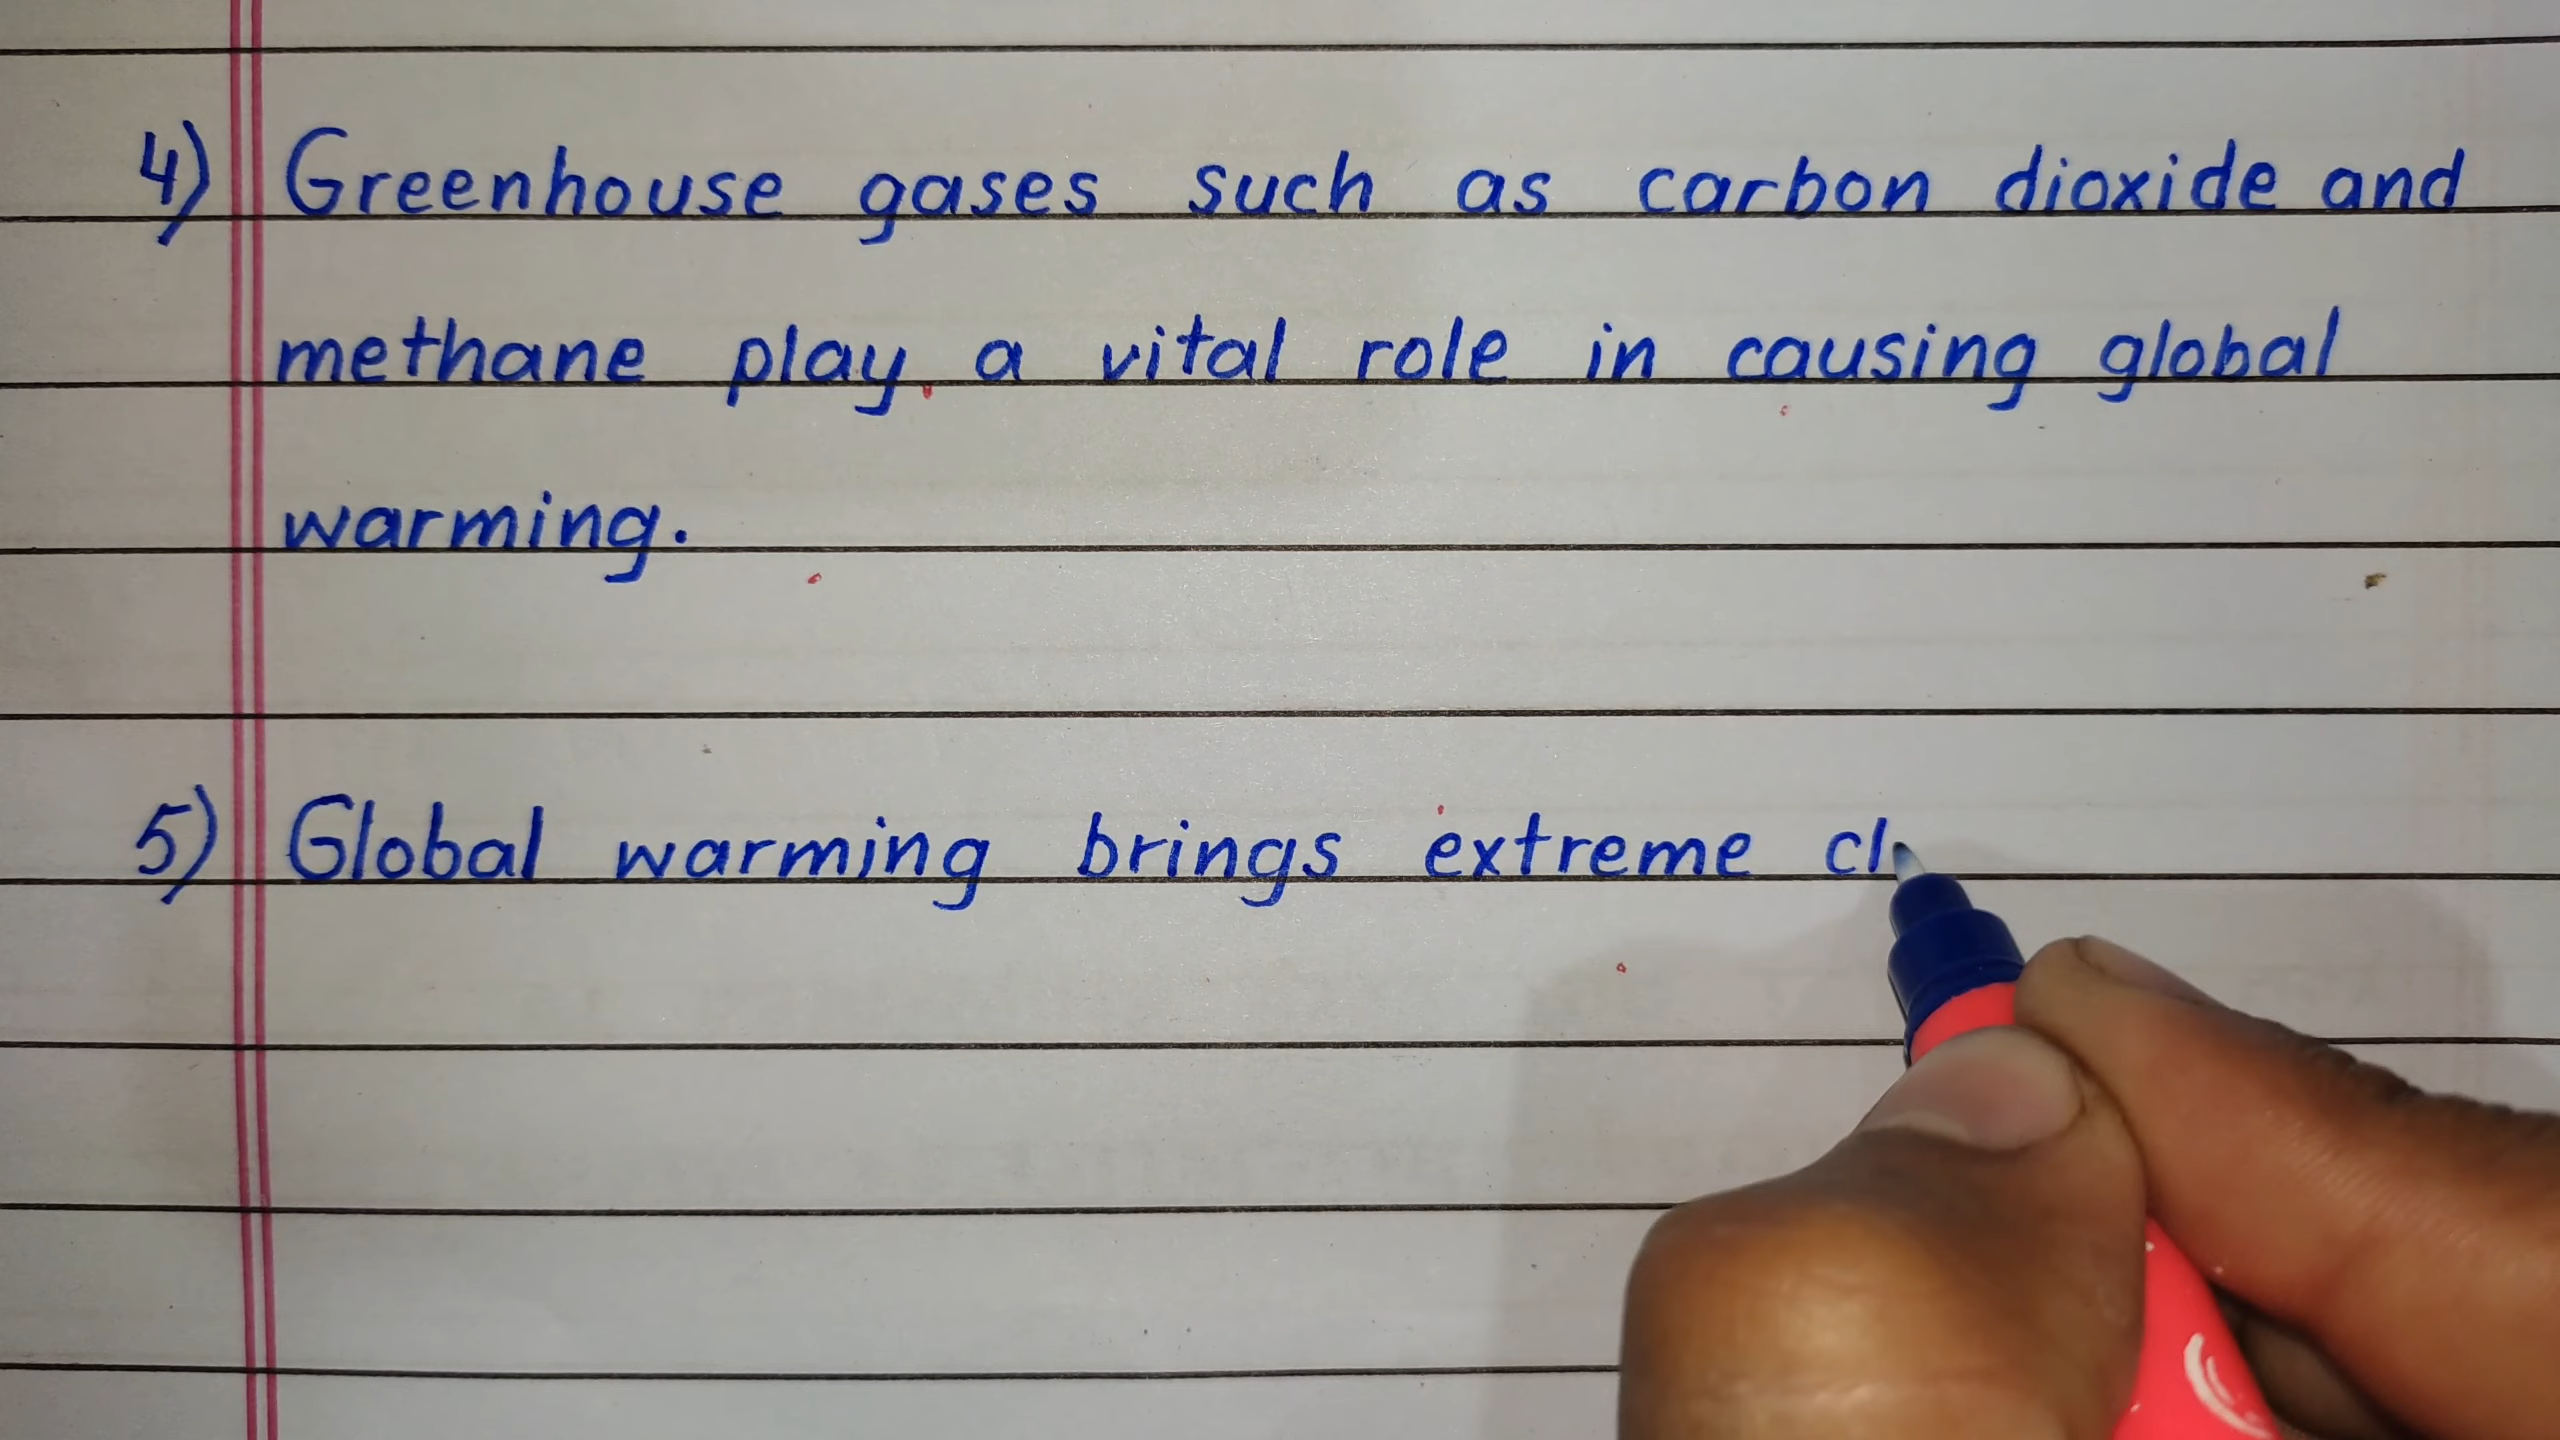 4) Greenhouse gases such as carbon dioxide and
methane play a vital role in causing global
warming.
5) Global warming brings extreme cl